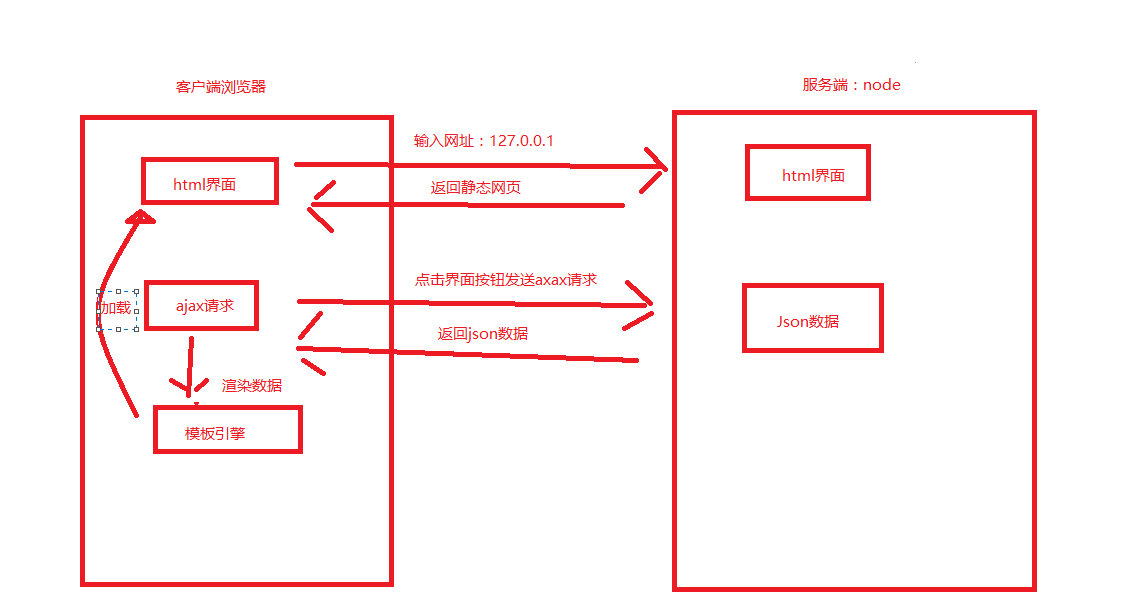 客户端浏览器
服务端：node
输入网址：127.0.0.1
html界面
html界面
返回静态网页
点击界面按钮发送axax请求
加载
ajax请求
Json数据
返回json数据
渲染数据
模板引擎